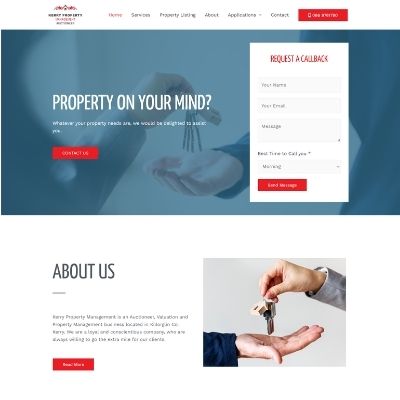 KERRY PROPERTY
MANAGEMENT
Home
Services
Property Listing
About
Applications
Contact
REQUEST A CALLBACK
Your Name
Your Email
Message
Best Time to Call you *
Morning
Send Message
PROPERTY ON YOUR MIND?
Whatever your property needs are, we would be delighted to assist
you.
CONTACT US
ABOUT US
Kerry Property Management is an Auctioneer, Valuation and
Property Management business located in Killorglin Co.
Kerry. We are a loyal and conscientious company, who are
always willing to go the extra mile for our clients.
Read More